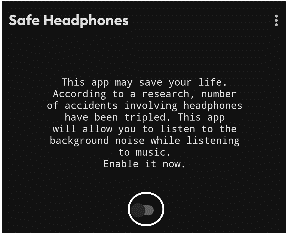 Safe Headphones
This app may save your life.
According to a research, number
of accidents involving headphones
have been tripled. This app
will allow you to listen to the
background noise while listening
to music.
Enable it now.